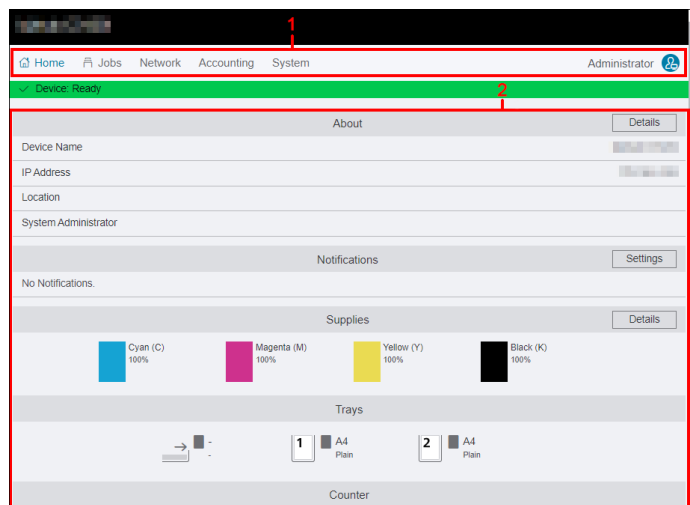 1
Home Jobs Network Accounting System Administrator
Device: Ready
2
About Details
Device Name
IP Address
Location
System Administrator
Notifications Settings
No Notifications.
Supplies Details
Cyan (C) Magenta (M) Yellow (Y) Black (K)
100% 100% 100% 100%
Trays
- 1 A4 2 A4
- Plain Plain
Counter